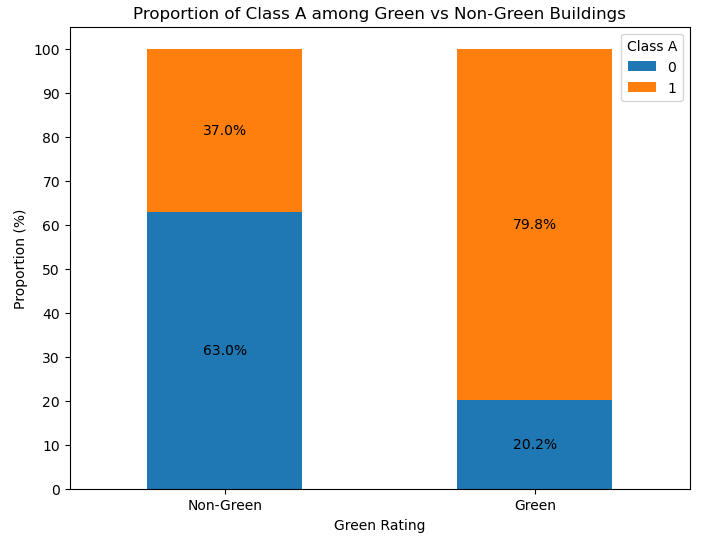 Proportion of Class A among Green vs Non-Green Buildings
Class A
0
1
Proportion (%)
100
90
80
70
60
50
40
30
20
10
0
37.0%
63.0%
79.8%
20.2%
Non-Green
Green
Green Rating